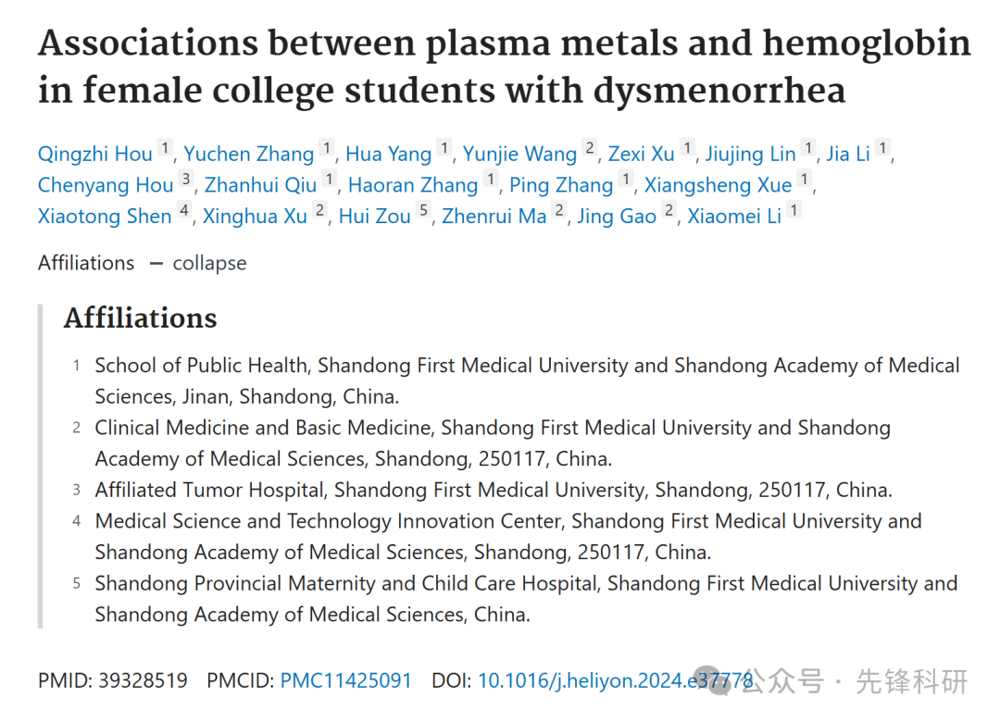 Associations between plasma metals and hemoglobin
in female college students with dysmenorrhea
Qingzhi Hou 1, Yuchen Zhang 1, Hua Yang 1, Yunjie Wang 2, Zexi Xu 1, Jiujing Lin 1, Jia Li 1,
Chenyang Hou 3, Zhanhui Qiu 1, Haoran Zhang 1, Ping Zhang 1, Xiangsheng Xue 1,
Xiaotong Shen 4, Xinghua Xu 2, Hui Zou 5, Zhenrui Ma 2, Jing Gao 2, Xiaomei Li 1
Affiliations − collapse
Affiliations
1 School of Public Health, Shandong First Medical University and Shandong Academy of Medical
Sciences, Jinan, Shandong, China.
2 Clinical Medicine and Basic Medicine, Shandong First Medical University and Shandong
Academy of Medical Sciences, Shandong, 250117, China.
3 Affiliated Tumor Hospital, Shandong First Medical University, Shandong, 250117, China.
4 Medical Science and Technology Innovation Center, Shandong First Medical University and
Shandong Academy of Medical Sciences, Shandong, 250117, China.
5 Shandong Provincial Maternity and Child Care Hospital, Shandong First Medical University and
Shandong Academy of Medical Sciences, China.
PMID: 39328519 PMCID: PMC11425091 DOI: 10.1016/j.heliyon.2024.e37778
公众号 · 先锋科研